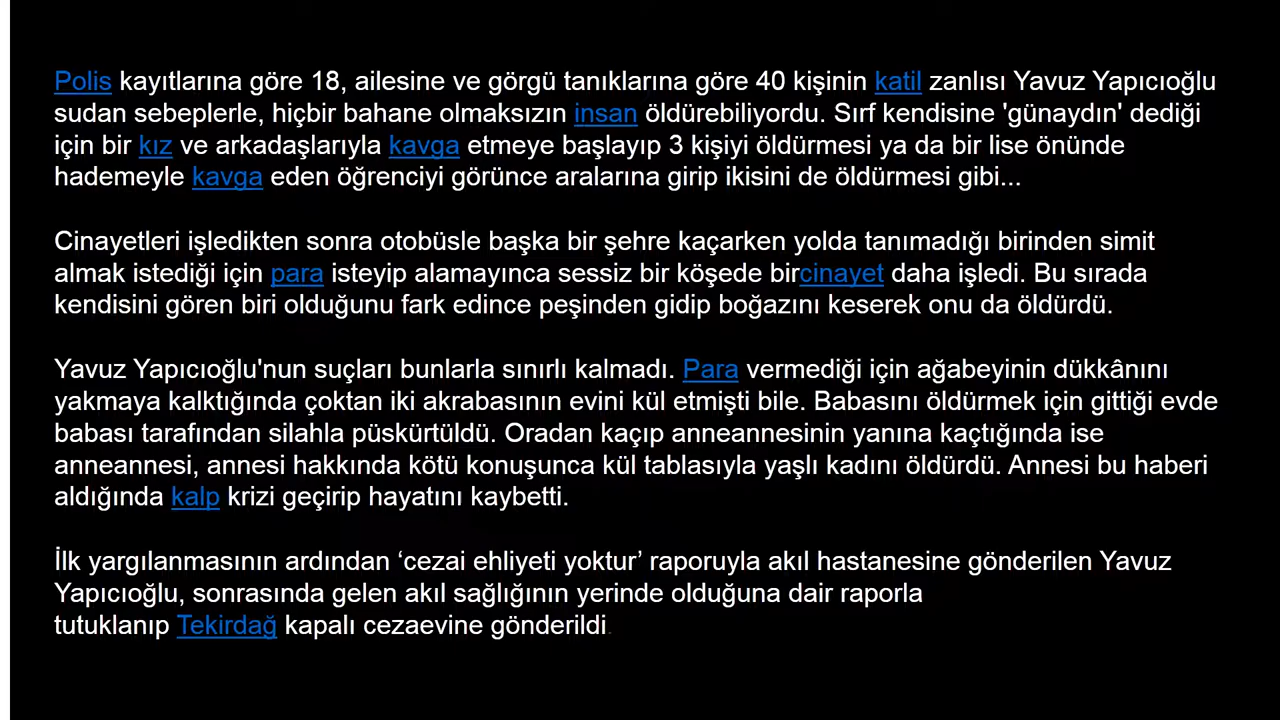 Polis kayıtlarına göre 18, ailesine ve görgü tanıklarına göre 40 kişinin katil zanlısı Yavuz Yapıcıoğlu
sudan sebeplerle, hiçbir bahane olmaksızın insan öldürebiliyordu. Sırf kendisine 'günaydın' dediği
için bir kız ve arkadaşlarıyla kavga etmeye başlayıp 3 kişiyi öldürmesi ya da bir lise önünde
hademeyle kavga eden öğrenciyi görünce aralarına girip ikisini de öldürmesi gibi...
Cinayetleri işledikten sonra otobüsle başka bir şehre kaçarken yolda tanımadığı birinden simit
almak istediği için para isteyip alamayınca sessiz bir köşede bircinayet daha işledi. Bu sırada
kendisini gören biri olduğunu fark edince peşinden gidip boğazını keserek onu da öldürdü.
Yavuz Yapıcıoğlu'nun suçları bunlarla sınırlı kalmadı. Para vermediği için ağabeyinin dükkânını
yakmaya kalktığında çoktan iki akrabasının evini kül etmişti bile. Babasını öldürmek için gittiği evde
babası tarafından silahla püskürtüldü. Oradan kaçıp anneannesinin yanına kaçtığında ise
anneannesi, annesi hakkında kötü konuşunca kül tablasıyla yaşlı kadını öldürdü. Annesi bu haberi
aldığında kalp krizi geçirip hayatını kaybetti.
İlk yargılanmasının ardından ‘cezai ehliyeti yoktur’ raporuyla akıl hastanesine gönderilen Yavuz
Yapıcıoğlu, sonrasında gelen akıl sağlığının yerinde olduğuna dair raporla
tutuklanıp Tekirdağ kapalı cezaevine gönderildi.